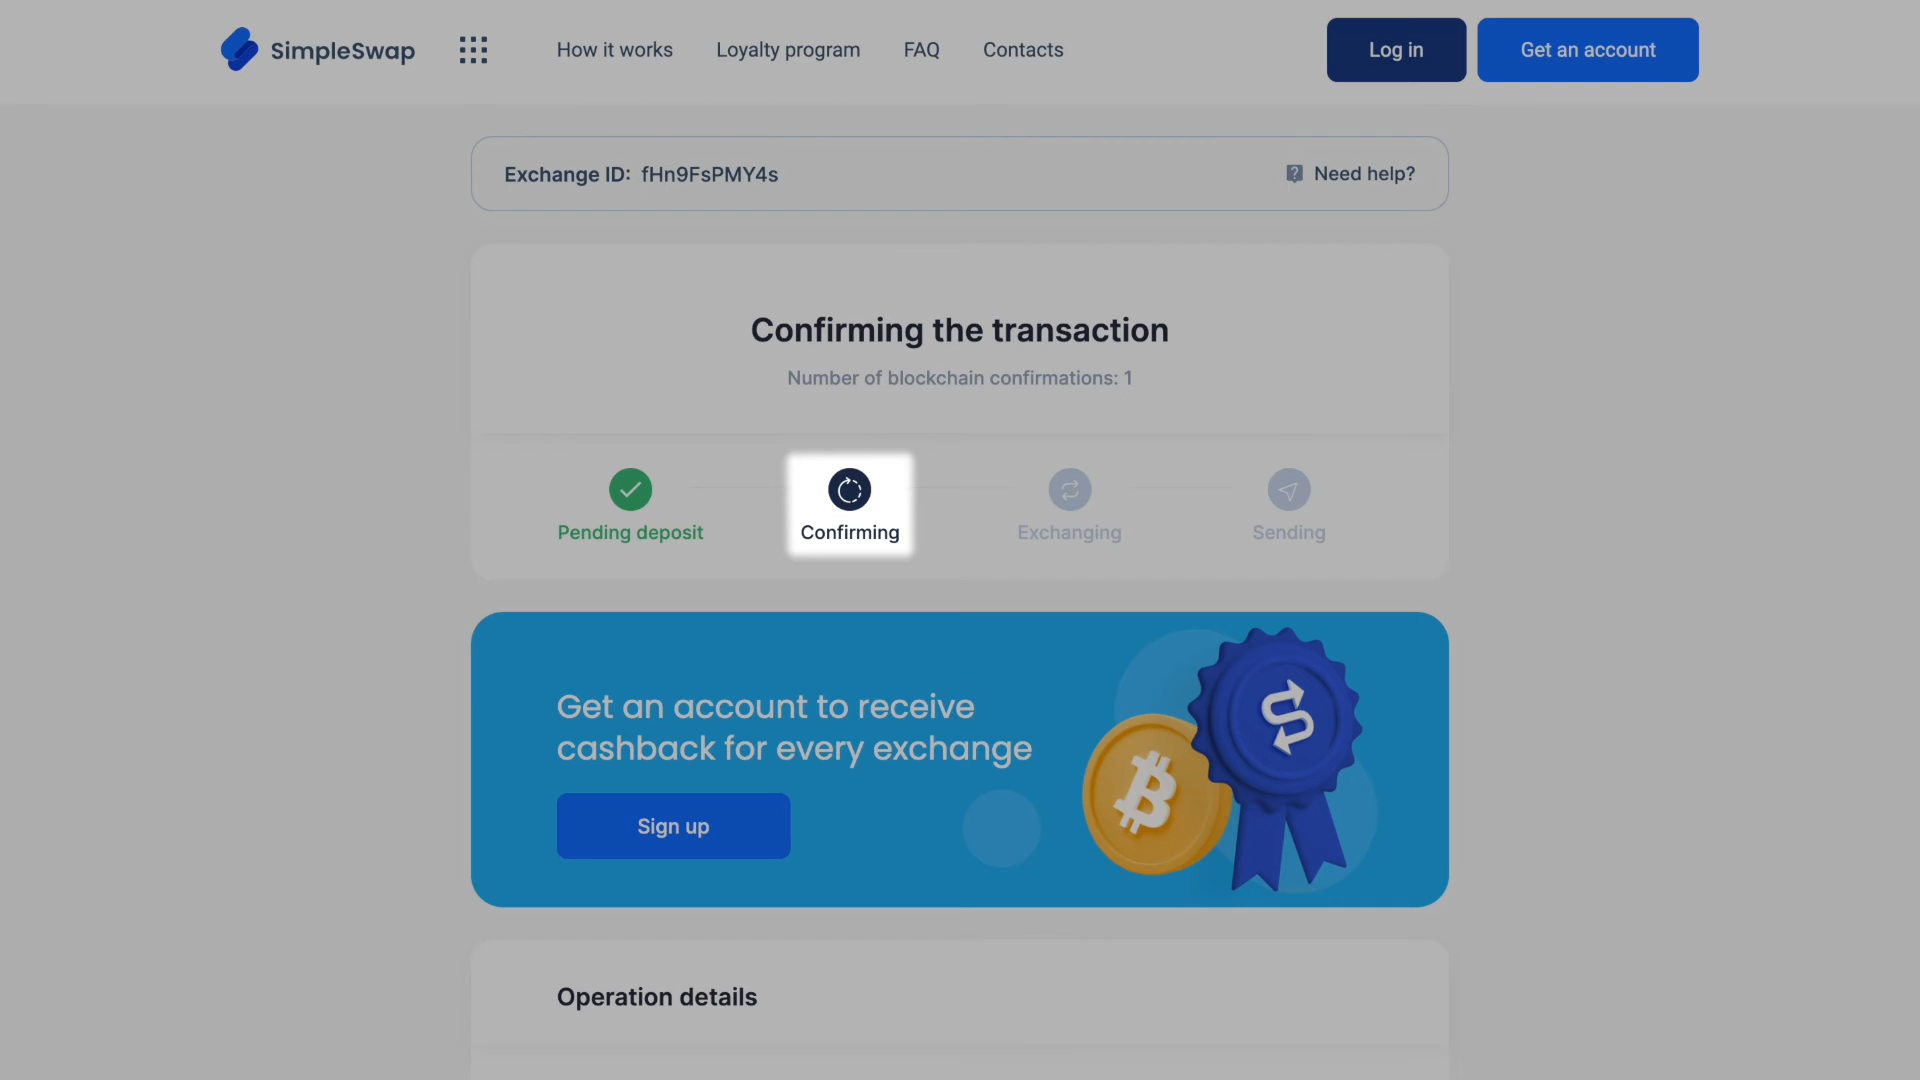 SimpleSwap
How it works
Loyalty program
FAQ
Contacts
Log in
Get an account
Exchange ID: fHn9FsPMY4s
Need help?
Confirming the transaction
Number of blockchain confirmations: 1
Pending deposit
Confirming
Exchanging
Sending
Get an account to receive
cashback for every exchange
Sign up
Operation details